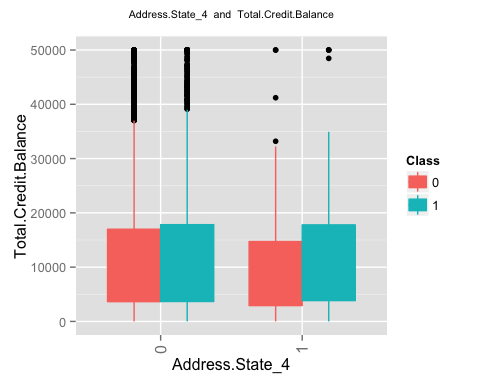 Address.State_4 and Total.Credit.Balance
Total.Credit.Balance
50000
40000
30000
20000
10000
0
0
1
Address.State_4
Class
0
1